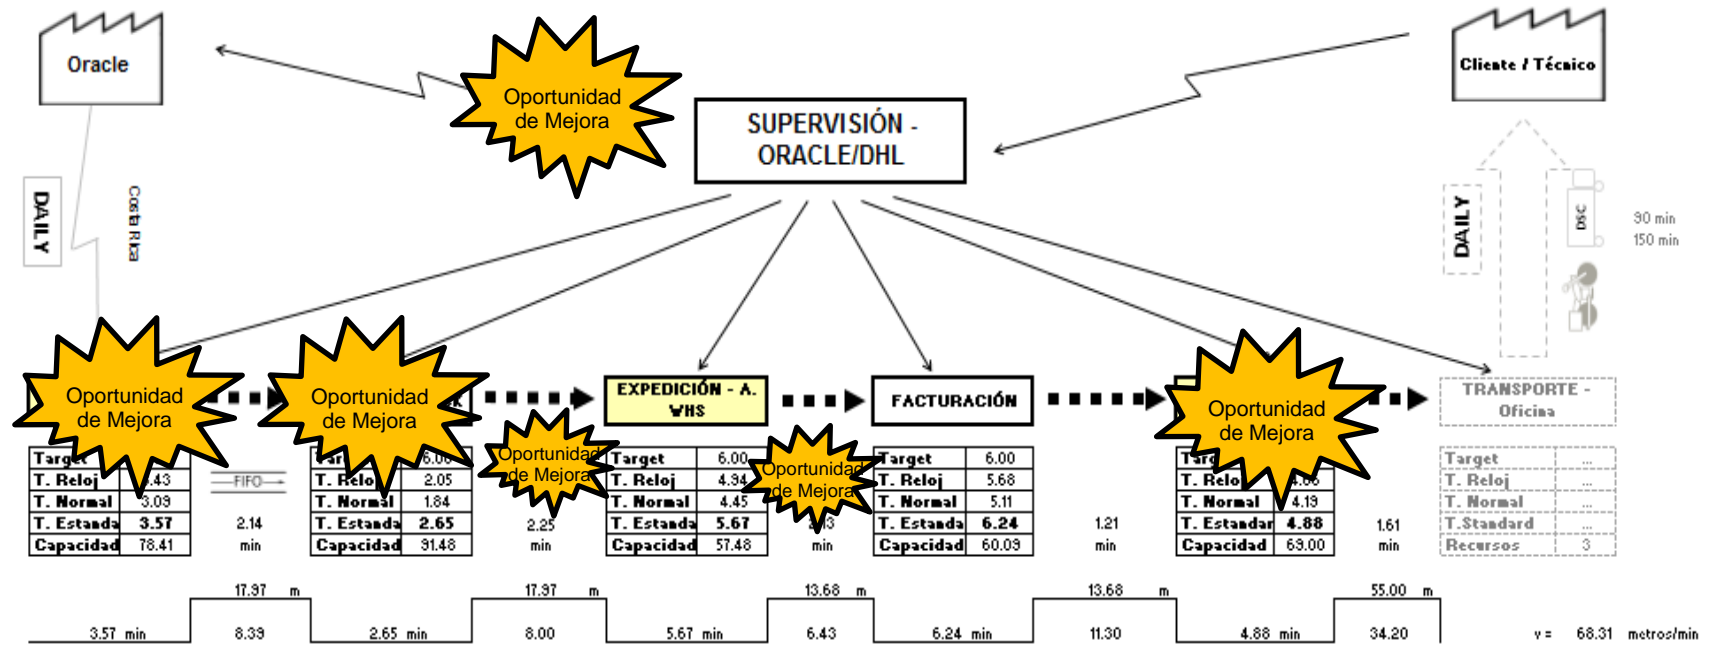 Oracle
Oportunidad
de Mejora
Cliente / Técnico
SUPERVISIÓN -
ORACLE/DHL
DAILY
Costa Rica
DAILY
DSC
90 min
150 min
Oportunidad
de Mejora
Oportunidad
de Mejora
EXPEDICIÓN - A.
WHS
FACTURACIÓN
Oportunidad
de Mejora
TRANSPORTE -
Oficina
Oportunidad
de Mejora
Oportunidad
de Mejora
Target
T. Reloj
T. Normal 3.09
T. Estanda 3.57
Capacidad 78.41
FIFO
2.14
min
T. Reloj 2.05
T. Normal 1.84
T. Estanda 2.65
Capacidad 91.48
2.25
min
Target 6.00
T. Reloj 4.94
T. Normal 4.45
T. Estanda 5.67
Capacidad 57.48
min
Target 6.00
T. Reloj 5.68
T. Normal 5.11
T. Estanda 6.24
Capacidad 60.09
1.21
min
T. Reloj
T. Normal 4.19
T. Estandar 4.88
Capacidad 69.00
1.61
min
Target ...
T. Reloj ...
T. Normal ...
T.Standard ...
Recursos 3
17.97 m
17.97 m
13.68 m
13.68 m
55.00 m
3.57 min
8.39
2.65 min
8.00
5.67 min
6.43
6.24 min
11.30
4.88 min
34.20
v = 68.31 metros/min